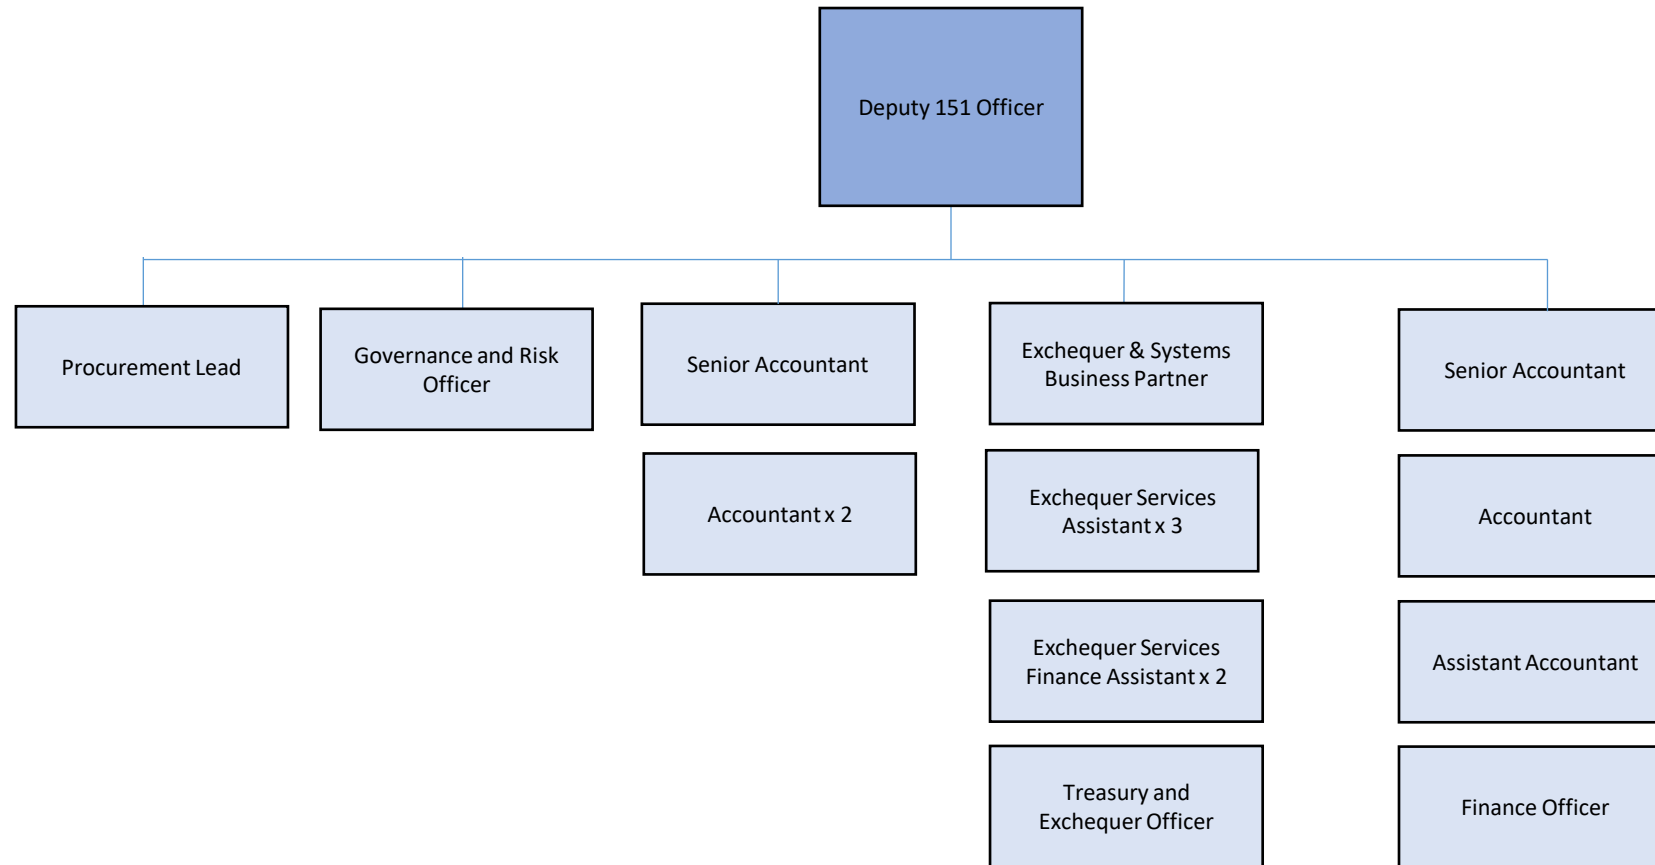 Deputy 151 Officer
Procurement Lead
Governance and Risk
Officer
Senior Accountant
Exchequer & Systems
Business Partner
Senior Accountant
Accountant x 2
Exchequer Services
Assistant x 3
Accountant
Exchequer Services
Finance Assistant x 2
Assistant Accountant
Treasury and
Exchequer Officer
Finance Officer